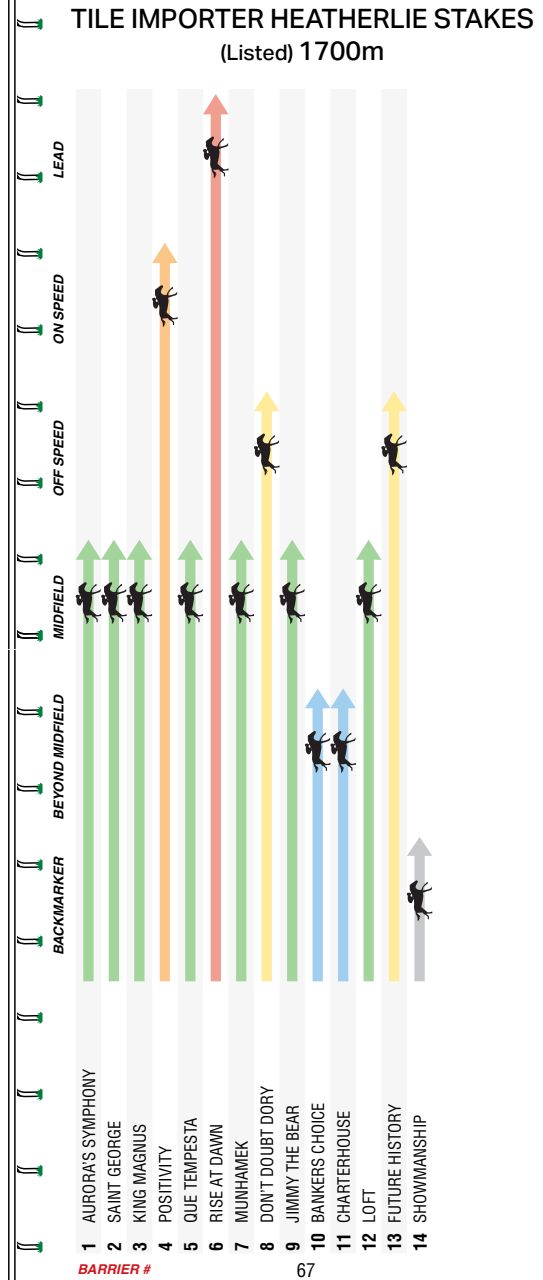 TILE IMPORTER HEATHERLIE STAKES
(Listed) 1700m
LEAD
ON SPEED
OFF SPEED
MIDFIELD
BEYOND MIDFIELD
BACKMARKER
1 AURORA'S SYMPHONY
2 SAINT GEORGE
3 KING MAGNUS
4 POSITIVITY
5 QUE TEMPESTA
6 RISE AT DAWN
7 MUNHAMEK
8 DON'T DOUBT DORY
9 JIMMY THE BEAR
10 BANKERS CHOICE
11 CHARTERHOUSE
12 LOFT
13 FUTURE HISTORY
14 SHOWMANSHIP
BARRIER #
67